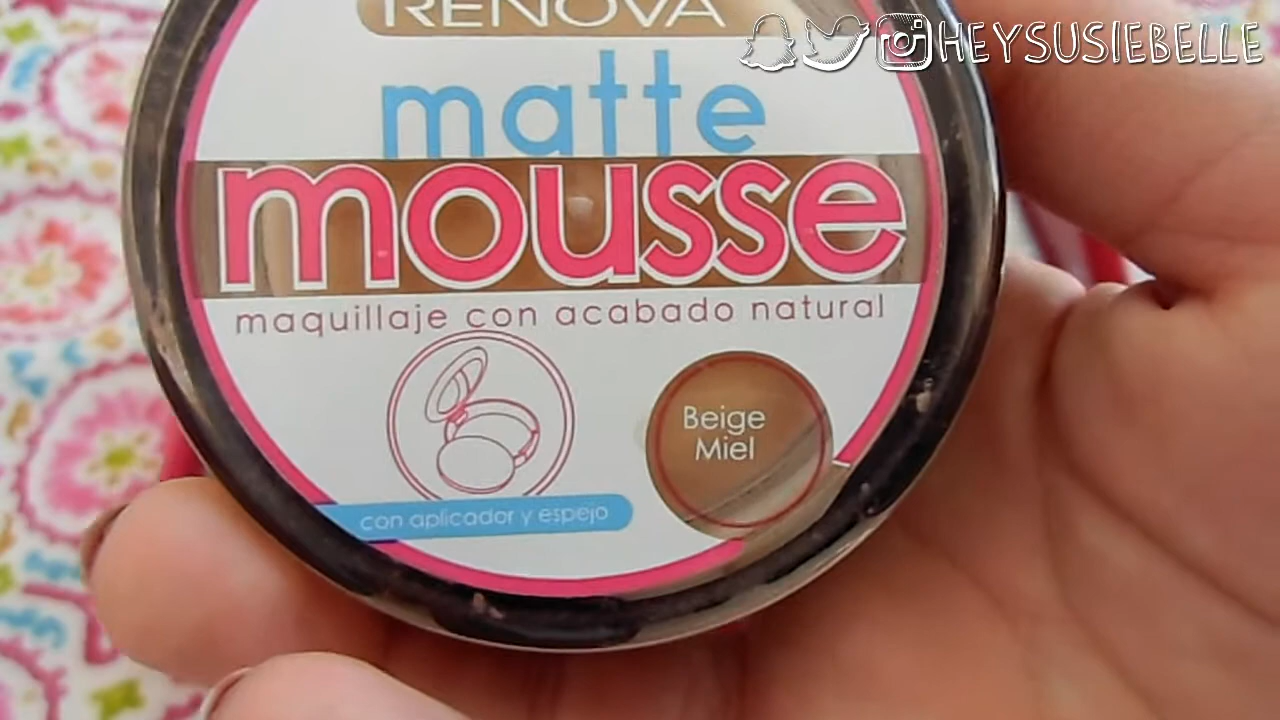 RENOVA
HEYSUSIEBELLE
matte
mousse
maquillaje con acabado natural
Beige
Miel
con aplicador y espejo